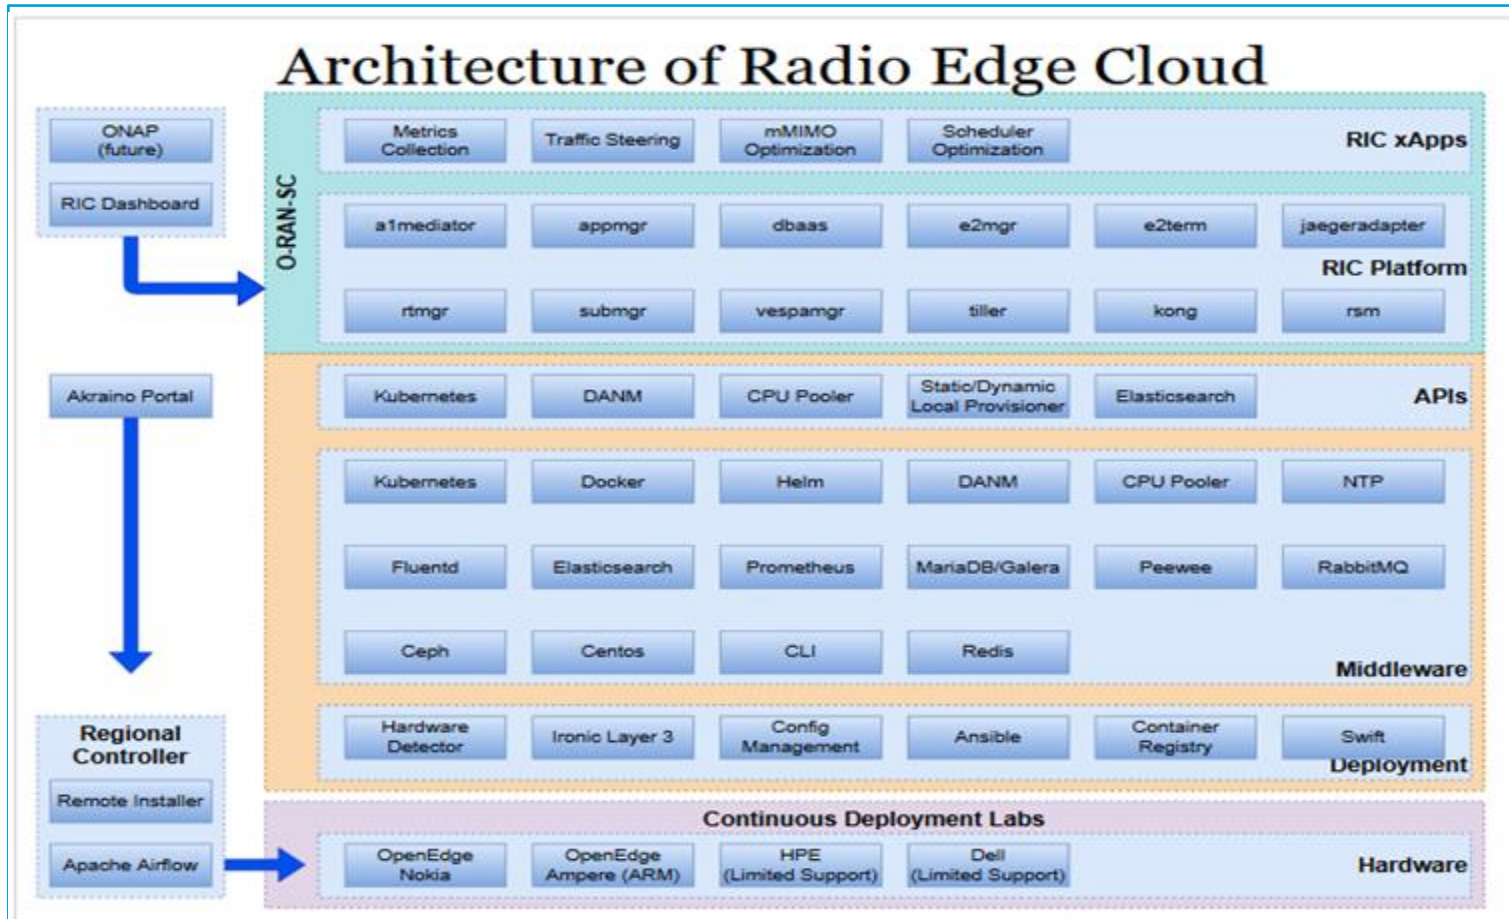 Architecture of Radio Edge Cloud
ONAP
(future)
RIC Dashboard
O-RAN-SC
Metrics
Collection
Traffic Steering
mMIMO
Optimization
Scheduler
Optimization
RIC xApps
a1mediator
appmgr
dbaas
e2mgr
e2term
jaegeradapter
RIC Platform
rtmgr
submgr
vespamgr
tiller
kong
rsm
Akraino Portal
Kubernetes
DANM
CPU Pooler
Static/Dynamic
Local Provisioner
Elasticsearch
APIs
Kubernetes
Docker
Helm
DANM
CPU Pooler
NTP
Fluentd
Elasticsearch
Prometheus
MariaDB/Galera
Peewee
RabbitMQ
Ceph
Centos
CLI
Redis
Middleware
Regional
Controller
Remote Installer
Apache Airflow
Hardware
Detector
Ironic Layer 3
Config
Management
Ansible
Container
Registry
Swift
Deployment
Continuous Deployment Labs
OpenEdge
Nokia
OpenEdge
Ampere (ARM)
HPE
(Limited Support)
Dell
(Limited Support)
Hardware